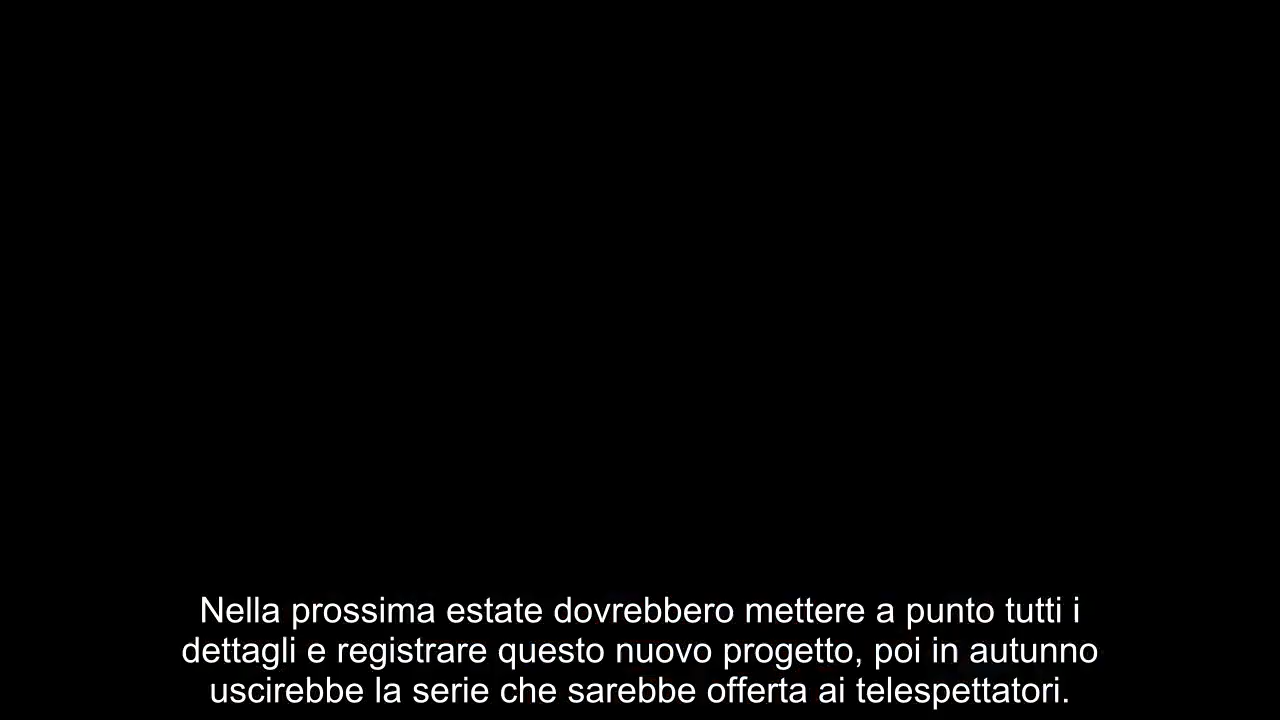 Nella prossima estate dovrebbero mettere a punto tutti i
dettagli e registrare questo nuovo progetto, poi in autunno
uscirebbe la serie che sarebbe offerta ai telespettatori.